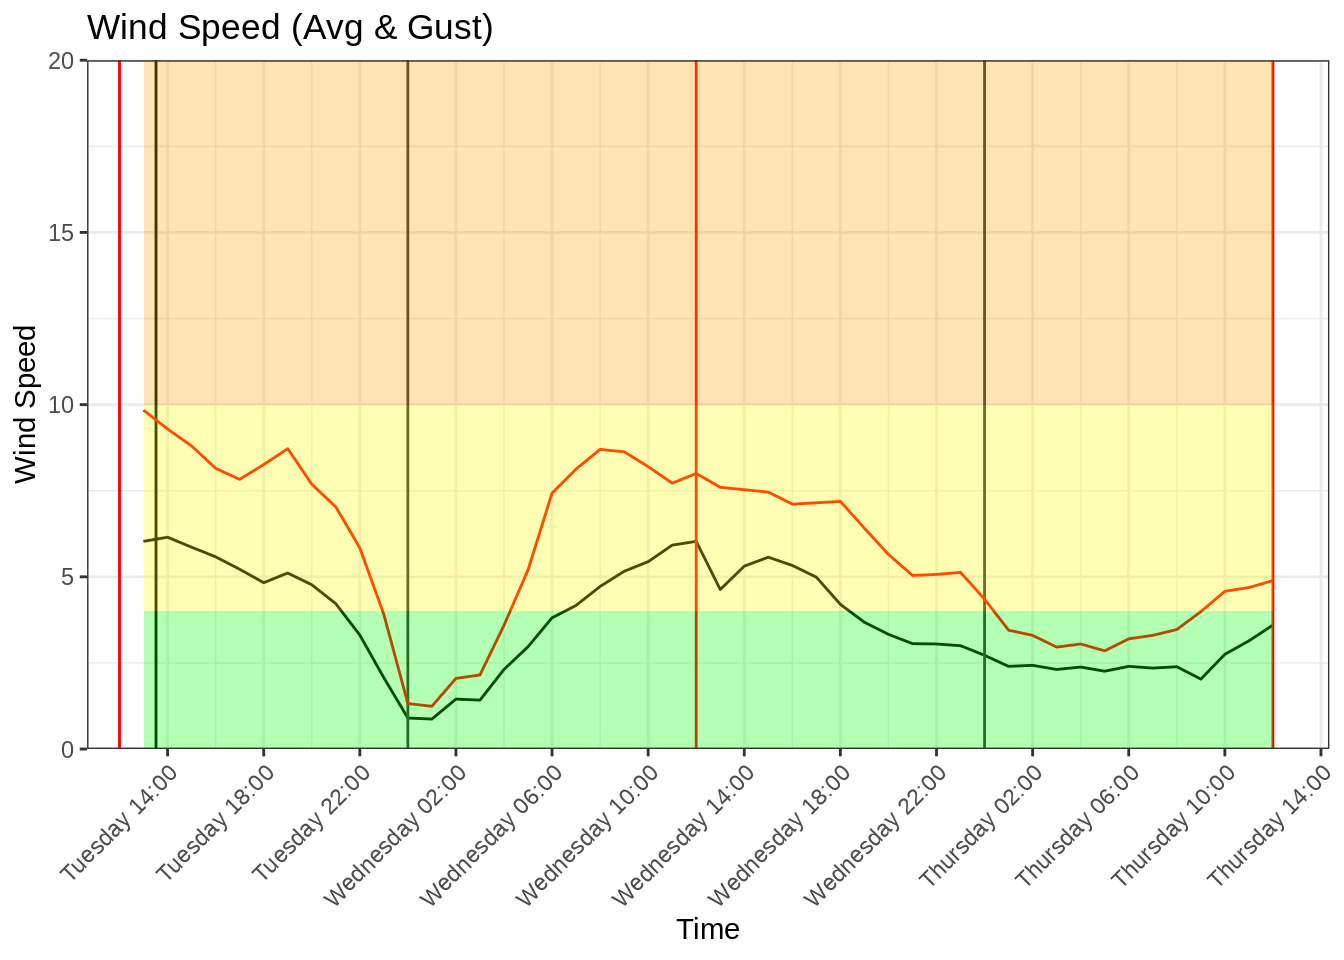 Wind Speed (Avg & Gust)
Wind Speed
20
15
10
5
0
Tuesday 14:00
Tuesday 18:00
Tuesday 22:00
Wednesday 02:00
Wednesday 06:00
Wednesday 10:00
Wednesday 14:00
Wednesday 18:00
Wednesday 22:00
Thursday 02:00
Thursday 06:00
Thursday 10:00
Thursday 14:00
Time